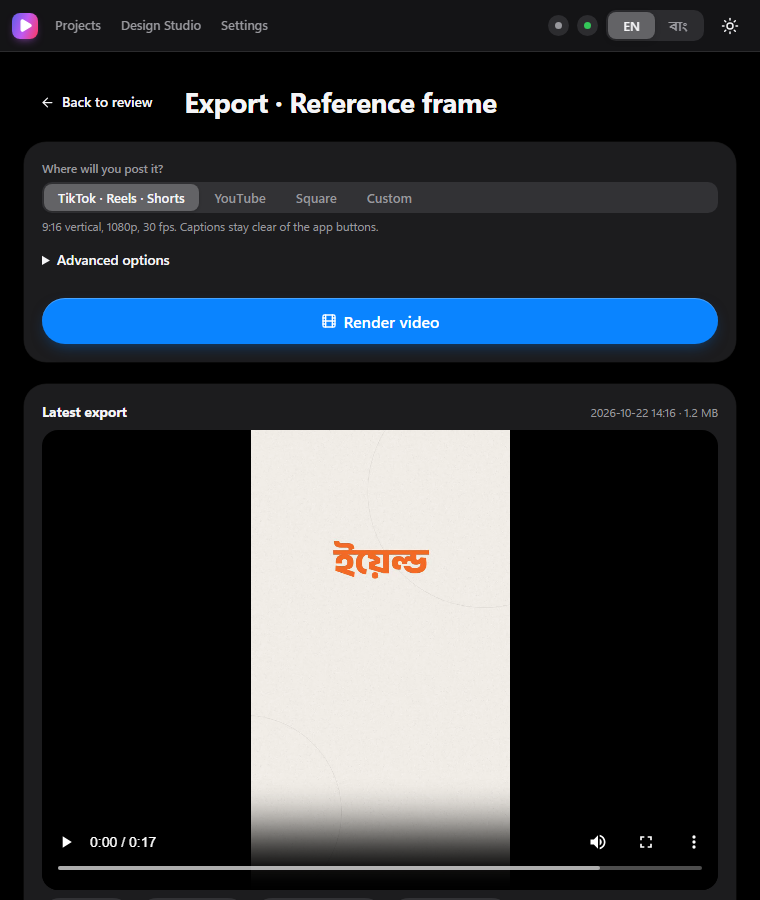 Projects Design Studio Settings EN বাং
← Back to review Export · Reference frame
Where will you post it?
TikTok · Reels · Shorts YouTube Square Custom
9:16 vertical, 1080p, 30 fps. Captions stay clear of the app buttons.
Advanced options
Render video
Latest export 2026-10-22 14:16 · 1.2 MB
ইয়েল্ড
0:00 / 0:17